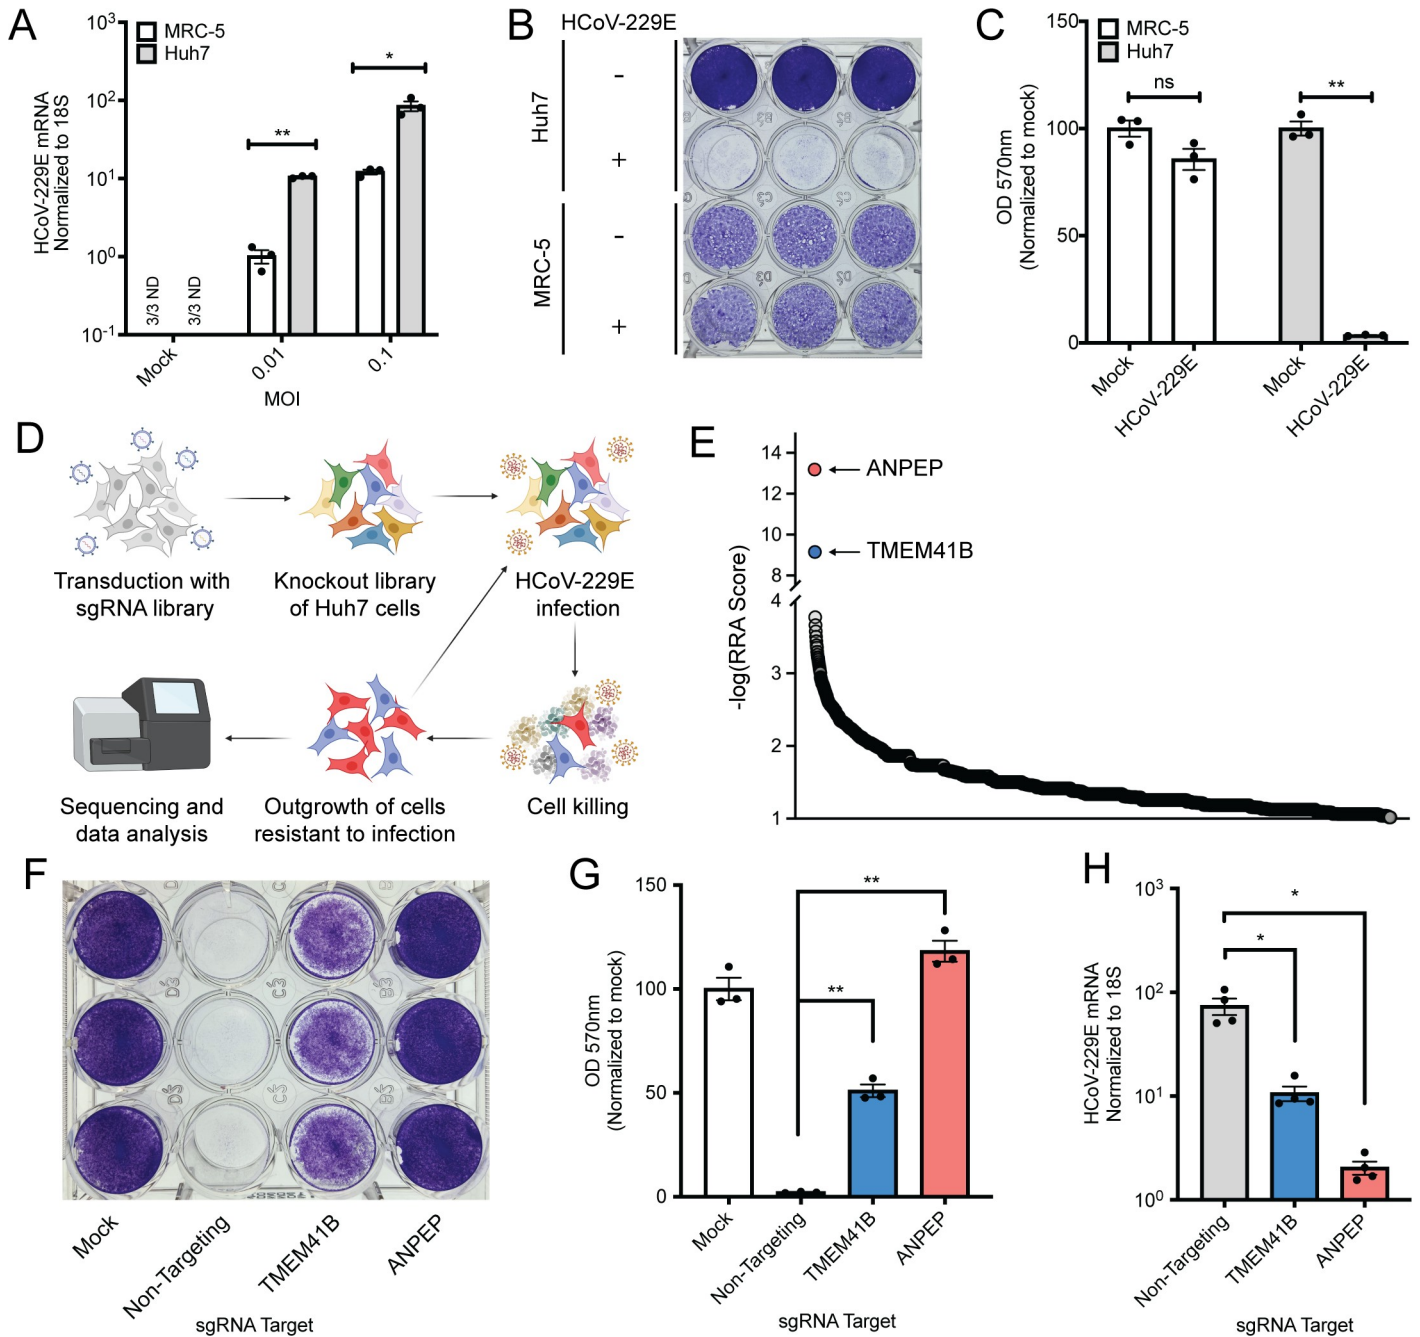 A
HCoV-229E mRNA
Normalized to 18S
10³
10²
10¹
10⁰
10⁻¹
MRC-5
Huh7
**
*
3/3 ND
3/3 ND
Mock
0.01
0.1
MOI
B
HCoV-229E
Huh7
-
+
MRC-5
-
+
C
OD 570nm
(Normalized to mock)
150
100
50
0
MRC-5
Huh7
ns
**
Mock
HCoV-229E
Mock
HCoV-229E
D
Transduction with
sgRNA library
Knockout library
of Huh7 cells
HCoV-229E
infection
Sequencing and
data analysis
Outgrowth of cells
resistant to infection
Cell killing
E
-log(RRA Score)
14
12
10
8
4
3
2
1
ANPEP
TMEM41B
F
Mock
Non-Targeting
TMEM41B
ANPEP
sgRNA Target
G
OD 570nm
(Normalized to mock)
150
100
50
0
**
**
Mock
Non-Targeting
TMEM41B
ANPEP
sgRNA Target
H
HCoV-229E mRNA
Normalized to 18S
10³
10²
10¹
10⁰
*
*
Non-Targeting
TMEM41B
ANPEP
sgRNA Target